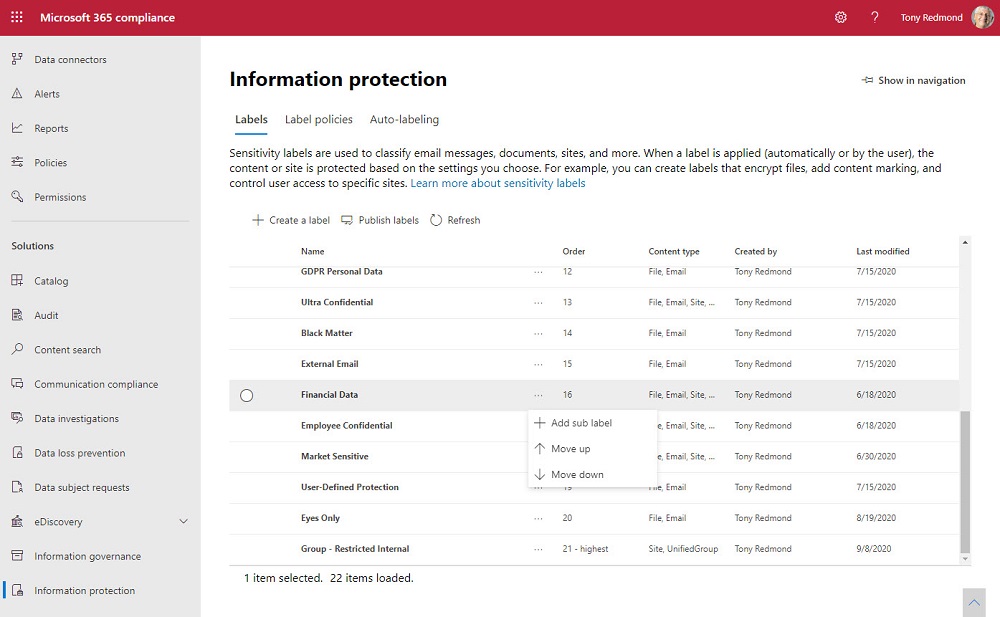 Microsoft 365 compliance
? Tony Redmond
Data connectors
Alerts
Reports
Policies
Permissions
Solutions
Catalog
Audit
Content search
Communication compliance
Data investigations
Data loss prevention
Data subject requests
eDiscovery
Information governance
Information protection
Information protection
Show in navigation
Labels Label policies Auto-labeling
Sensitivity labels are used to classify email messages, documents, sites, and more. When a label is applied (automatically or by the user), the
content or site is protected based on the settings you choose. For example, you can create labels that encrypt files, add content marking, and
control user access to specific sites. Learn more about sensitivity labels
Create a label Publish labels Refresh
Name Order Content type Created by Last modified
GDPR Personal Data ... 12 File, Email Tony Redmond 7/15/2020
Ultra Confidential ... 13 File, Email, Site, ... Tony Redmond 7/15/2020
Black Matter ... 14 File, Email Tony Redmond 7/15/2020
External Email ... 15 File, Email Tony Redmond 7/15/2020
Financial Data ... 16 File, Email, Site, ... Tony Redmond 6/18/2020
Employee Confidential Email, Site, ... Tony Redmond 6/18/2020
Market Sensitive Email, Site, ... Tony Redmond 6/30/2020
User-Defined Protection Email Tony Redmond 7/15/2020
Eyes Only ... 20 File, Email Tony Redmond 8/19/2020
Group - Restricted Internal ... 21 - highest Site, UnifiedGroup Tony Redmond 9/8/2020
Add sub label
Move up
Move down
1 item selected. 22 items loaded.